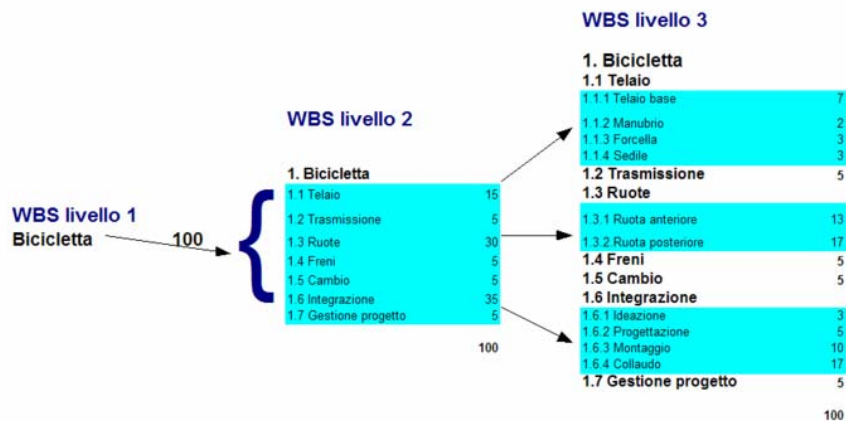 WBS livello 1
Bicicletta 100
WBS livello 2
1. Bicicletta
1.1 Telaio 15
1.2 Trasmissione 5
1.3 Ruote 30
1.4 Freni 5
1.5 Cambio 5
1.6 Integrazione 35
1.7 Gestione progetto 5
100
WBS livello 3
1. Bicicletta
1.1 Telaio
1.1.1 Telaio base 7
1.1.2 Manubrio 2
1.1.3 Forcella 3
1.1.4 Sedile 3
1.2 Trasmissione 5
1.3 Ruote
1.3.1 Ruota anteriore 13
1.3.2.Ruota posteriore 17
1.4 Freni 5
1.5 Cambio 5
1.6 Integrazione
1.6.1 Ideazione 3
1.6.2 Progettazione 5
1.6.3 Montaggio 10
1.6.4 Collaudo 17
1.7 Gestione progetto 5
100